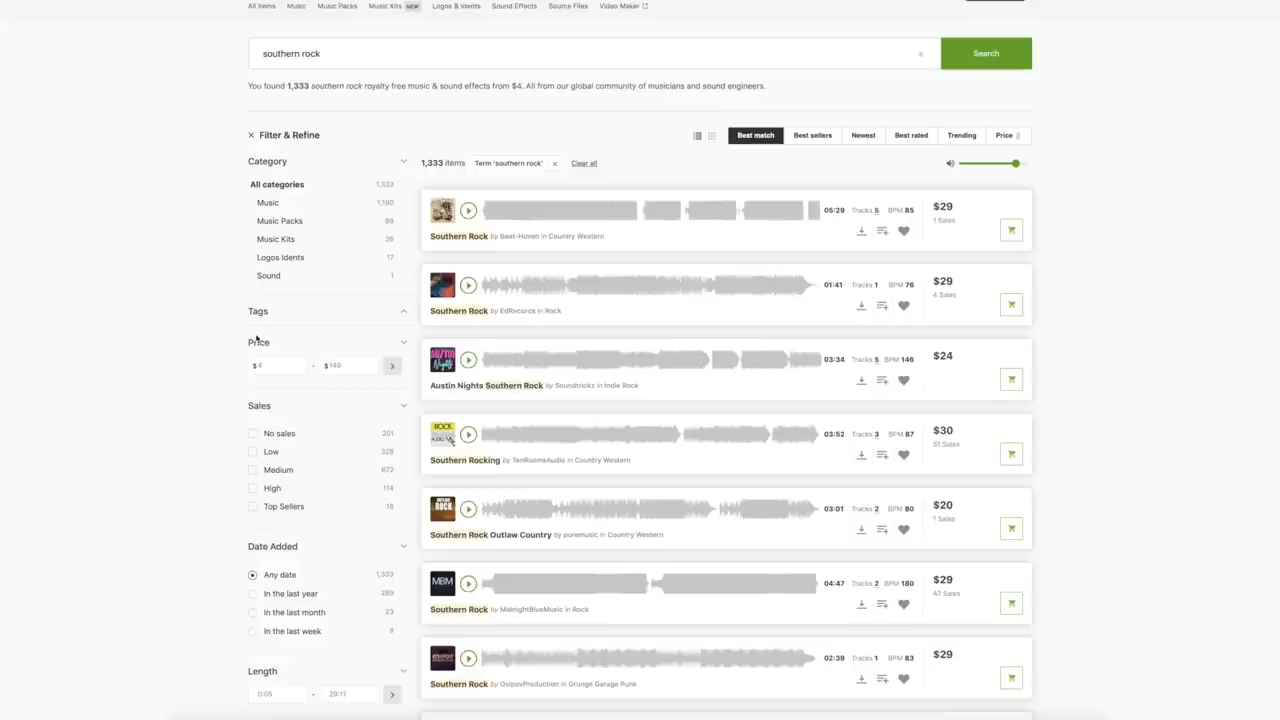 All Items Music Music Packs Music Kits NEW Logos & Idents Sound Effects Source Files Video Maker
southern rock × Search
You found 1,333 southern rock royalty free music & sound effects from $4. All from our global community of musicians and sound engineers.
× Filter & Refine
Best match Best sellers Newest Best rated Trending Price
Category
1,333 items Term 'southern rock' × Clear all
All categories 1,333
Music 1,190
Music Packs 99
Music Kits 26
Logos Idents 17
Sound 1
Tags
Price
$4 - $149
Sales
No sales 201
Low 328
Medium 672
High 114
Top Sellers 18
Date Added
Any date 1,333
In the last year 289
In the last month 23
In the last week 8
Length
0:05 - 29:11
05:29 Tracks 5 BPM 85 $29
1 Sales
Southern Rock by Beat-Hoven in Country Western
01:41 Tracks 1 BPM 76 $29
4 Sales
Southern Rock by EdRecords in Rock
AUZTIN Nights
03:34 Tracks 5 BPM 146 $24
Austin Nights Southern Rock by Soundtrickz in Indie Rock
ROCK
03:52 Tracks 3 BPM 87 $30
61 Sales
Southern Rocking by TenRoomsAudio in Country Western
ROCK
03:01 Tracks 2 BPM 80 $20
1 Sales
Southern Rock Outlaw Country by puremusic in Country Western
MBM
04:47 Tracks 2 BPM 180 $29
47 Sales
Southern Rock by MidnightBlueMusic in Rock
02:39 Tracks 1 BPM 83 $29
Southern Rock by OsipovProduction in Grunge Garage Punk